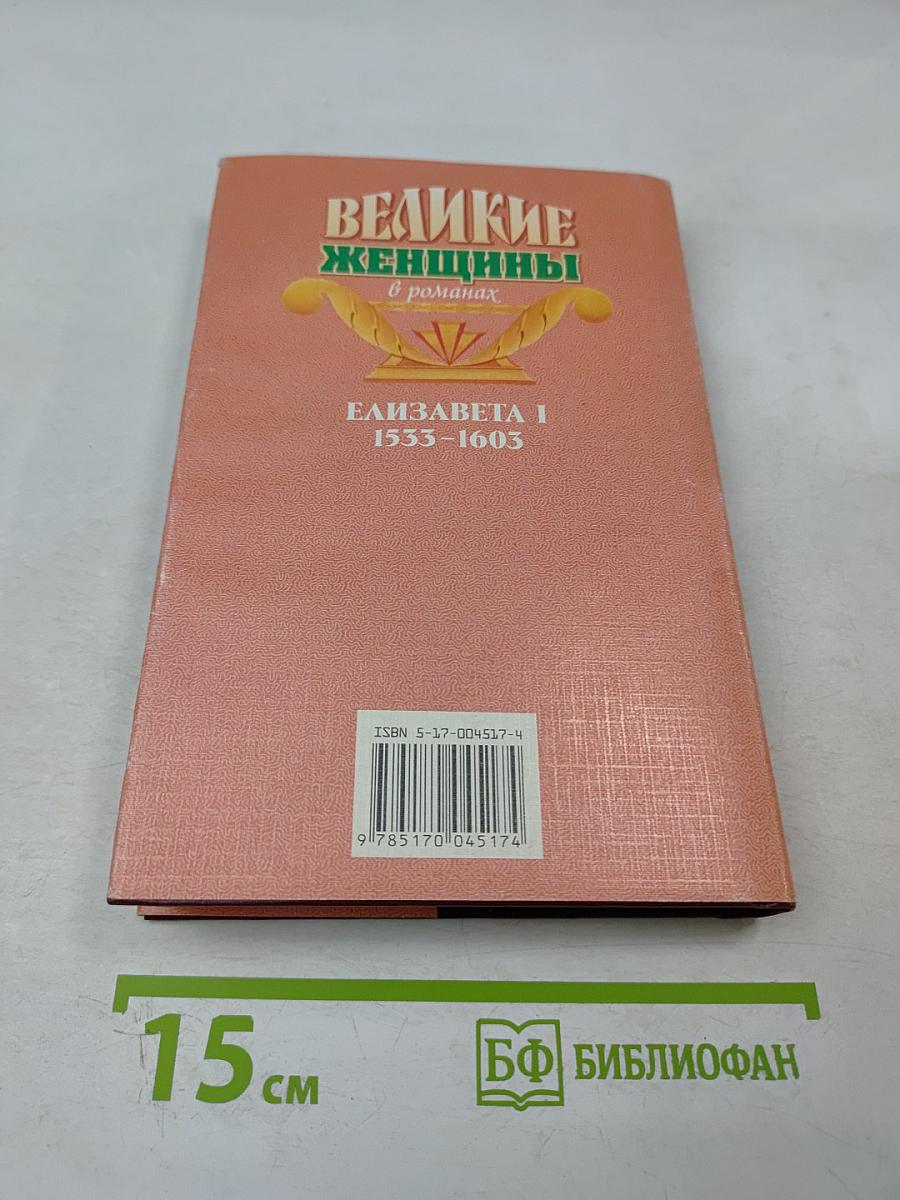 ВЕЛИКИЕ
ЖЕНЩИНЫ
в романах
ЕЛИЗАВЕТА I
1533–1603
ISBN 5-17-004517-4
9 785170 045174
15 см
БФ БИБЛИОФАН